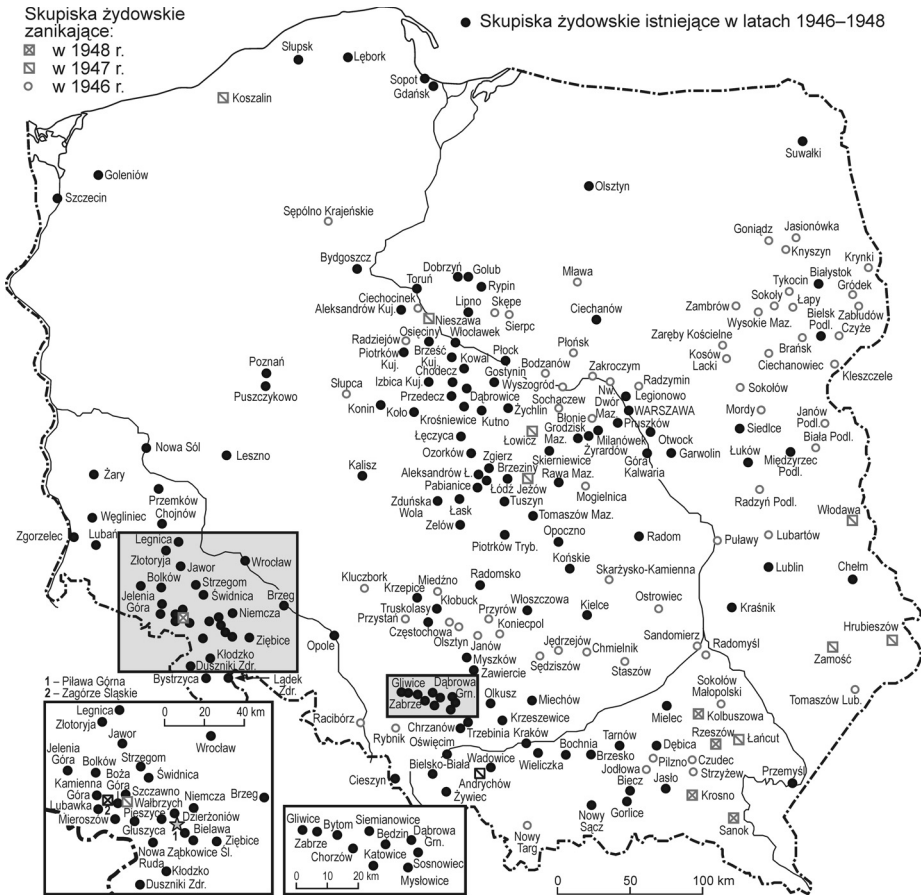 Skupiska żydowskie
zanikające:
w 1948 r.
w 1947 r.
w 1946 r.
Skupiska żydowskie istniejące w latach 1946–1948
Słupsk
Lębork
Koszalin
Sopot
Gdańsk
Suwałki
Goleniów
Szczecin
Olsztyn
Sępólno Krajeńskie
Goniądz
Jasionówka
Knyszyn
Krynki
Bydgoszcz
Toruń
Dobrzyń
Golub
Rypin
Mława
Tykocin
Białystok
Gródek
Ciechocinek
Aleksandrów Kuj.
Lipno
Skępe
Sierpc
Nieszawa
Ciechanów
Zambrów
Sokoły
Łapy
Zabłudów
Wysokie Maz.
Bielsk
Podl.
Czyże
Radziejów
Osięciny
Włocławek
Piotrków
Kuj.
Brześć
Kuj.
Kowal
Płock
Płońsk
Zaręby Kościelne
Kosów
Lacki
Brańsk
Ciechanowiec
Kleszczele
Poznań
Puszczykowo
Słupca
Izbica Kuj.
Chodecz
Gostynin
Bodzanów
Wyszogród
Zakroczym
Radzymin
Sokołów
Przedecz
Dąbrowice
Sochaczew
Nw.
Dwór
Maz.
Legionowo
Konin
Koło
Krośniewice
Kutno
Żychlin
Błonie
WARSZAWA
Mordy
Janów
Podl.
Nowa Sól
Leszno
Łęczyca
Łowicz
Grodzisk
Maz.
Pruszków
Milanówek
Otwock
Siedlce
Biała Podl.
Żary
Kalisz
Ozorków
Zgierz
Skierniewice
Żyrardów
Góra
Kalwaria
Garwolin
Łuków
Międzyrzec
Podl.
Przemków
Chojnów
Aleksandrów Ł.
Brzeziny
Rawa Maz.
Pabianice
Łódź
Jeżów
Mogielnica
Radzyń Podl.
Węgliniec
Zduńska
Wola
Łask
Tuszyn
Tomaszów Maz.
Włodawa
Zgorzelec
Lubań
Legnica
Złotoryja
Zelów
Piotrków Tryb.
Opoczno
Radom
Puławy
Lubartów
Jawor
Wrocław
Końskie
Lublin
Chełm
Bolków
Strzegom
Kluczbork
Miedźno
Radomsko
Skarżysko-Kamienna
Jelenia
Góra
Świdnica
Brzeg
Krzepice
Kłobuck
Włoszczowa
Ostrowiec
Kraśnik
Niemcza
Truskolasy
Przyrów
Kielce
Przystań
Koniecpol
Hrubieszów
Ziębice
Opole
Częstochowa
Olsztyn
Janów
Jędrzejów
Chmielnik
Sandomierz
Radomyśl
Zamość
Kłodzko
Duszniki Zdr.
Myszków
Zawiercie
Sędziszów
Staszów
Bystrzyca
Lądek
Zdr.
Gliwice
Dąbrowa
Grn.
Zabrze
Olkusz
Miechów
Sokołów
Małopolski
Tomaszów Lub.
1 – Piława Górna
2 – Zagórze Śląskie
Racibórz
Rybnik
Chrzanów
Trzebinia
Krzeszewice
Kraków
Mielec
Kolbuszowa
Rzeszów
Łańcut
Oświęcim
Wieliczka
Bochnia
Tarnów
Brzesko
Dębica
Pilzno
Czudec
Strzyżew
Cieszyn
Bielsko-Biała
Wadowice
Andrychów
Żywiec
Jodłowa
Biecz
Jasło
Krosno
Przemyśl
Nowy
Targ
Nowy
Sącz
Gorlice
Sanok
Legnica
0 20 40 km
Złotoryja
Jawor
Wrocław
Jelenia
Góra
Strzegom
Bolków
Boża
Góra
Świdnica
Kamienna
Góra
Szczawno
Lubawka
2
Wałbrzych
Brzeg
Mieroszów
Pieszyce
Dzierżoniów
1
Głuszyca
Bielawa
Ziębice
Nowa
Ruda
Ząbkowice Śl.
Kłodzko
Duszniki Zdr.
Siemianowice
Gliwice
Bytom
Będzin
Dąbrowa
Grn.
Zabrze
Chorzów
Katowice
Sosnowiec
Mysłowice
0 10 20 km
0 50 100 km